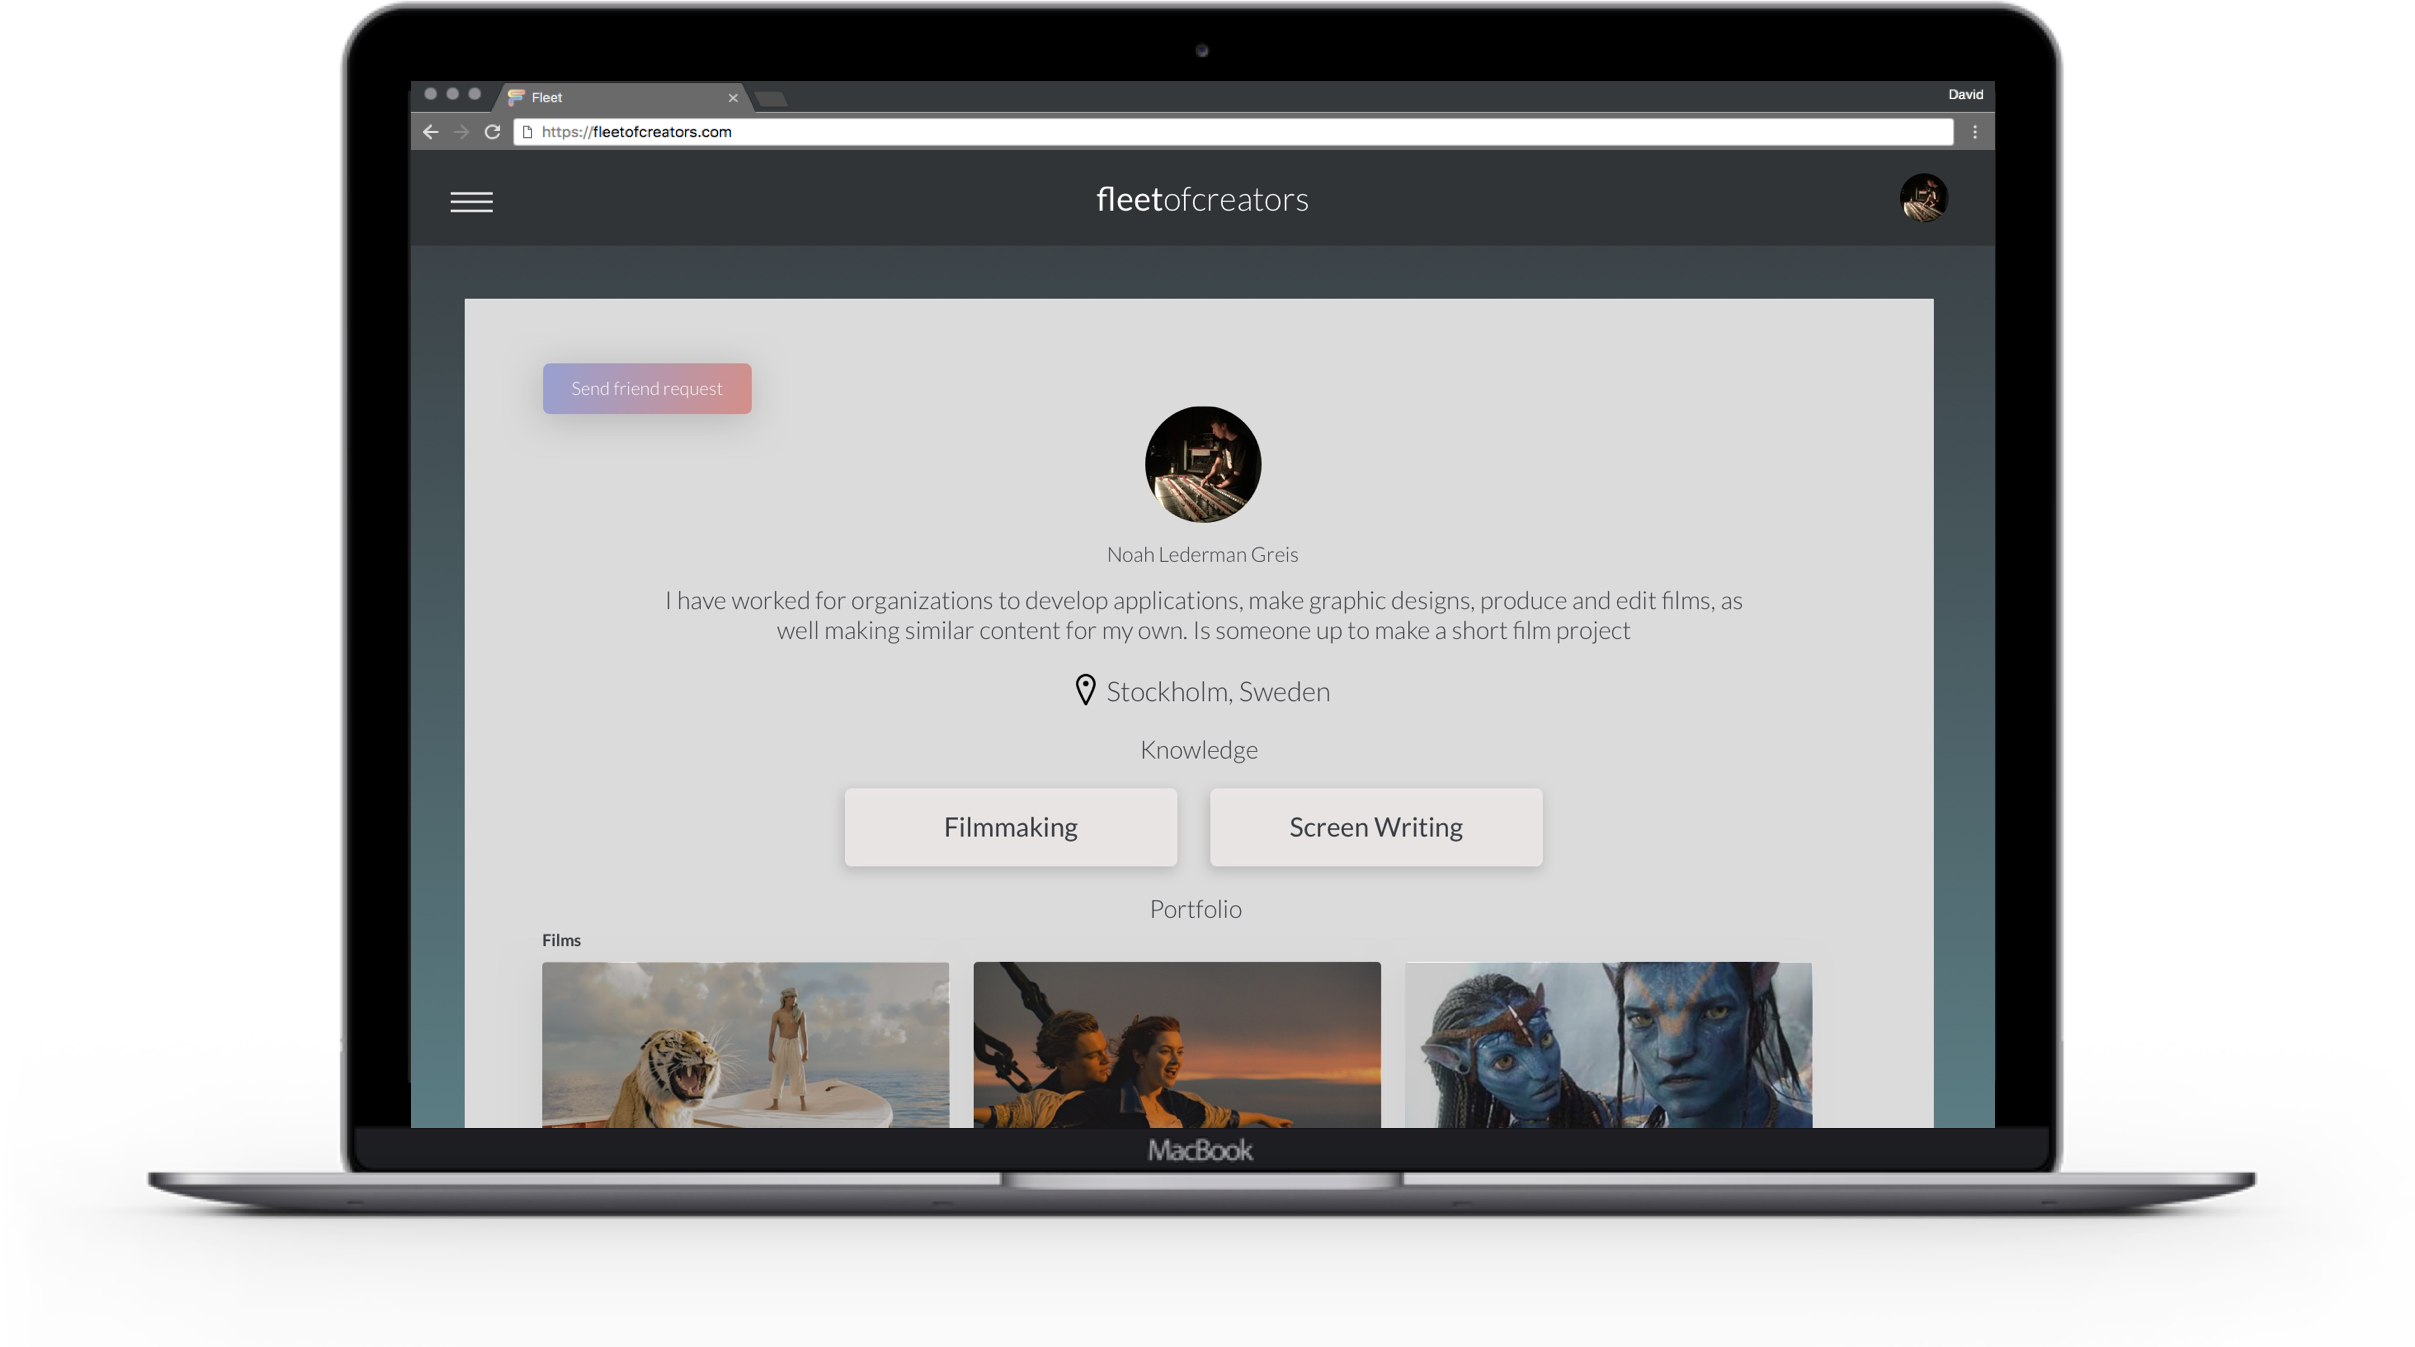 Fleet
David
https://fleetofcreators.com
fleetofcreators
Send friend request
Noah Lederman Greis
I have worked for organizations to develop applications, make graphic designs, produce and edit films, as
well making similar content for my own. Is someone up to make a short film project
Stockholm, Sweden
Knowledge
Filmmaking
Screen Writing
Portfolio
Films
MacBook